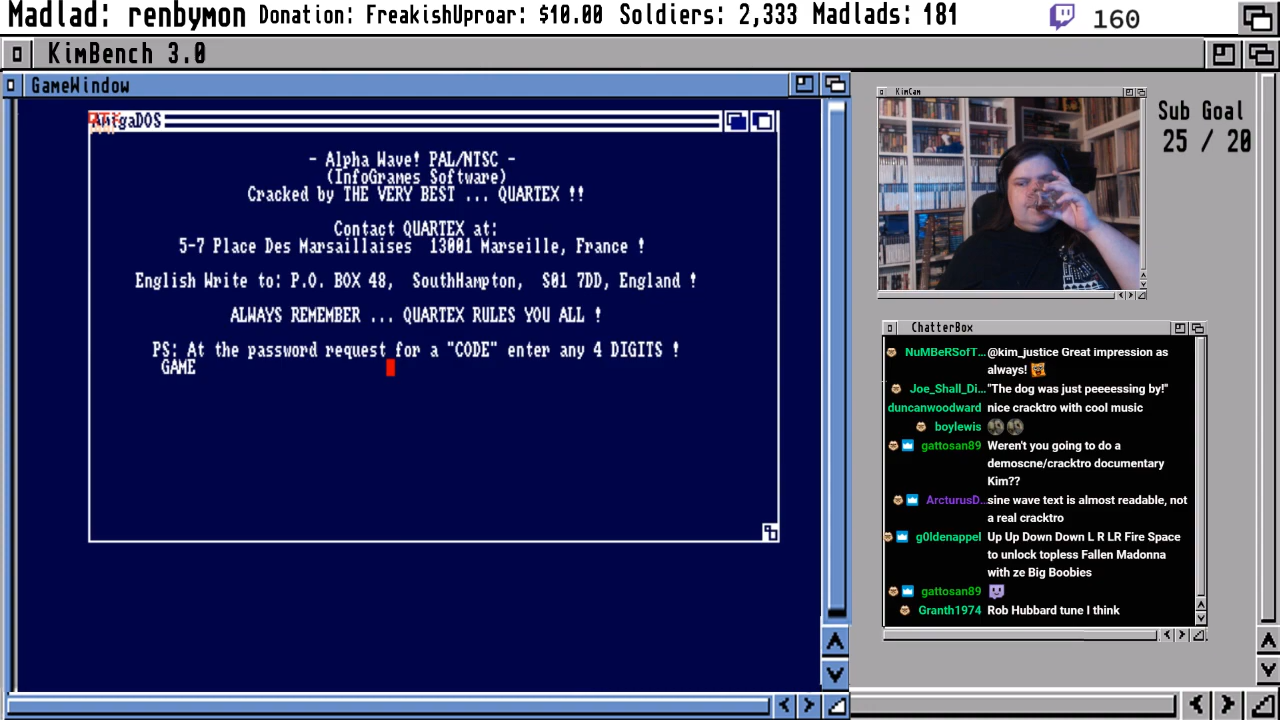 Madlad: renbymon Donation: FreakishUproar: $10.00 Soldiers: 2,333 Madlads: 181 160
KimBench 3.0
GameWindow
AmigaDOS
- Alpha Wave! PAL/NTSC -
(InfoGrames Software)
Cracked by THE VERY BEST ... QUARTEX !!
Contact QUARTEX at:
5-7 Place Des Marsaillaises 13001 Marseille, France !
English Write to: P.O. BOX 48, SouthHampton, S01 7DD, England !
ALWAYS REMEMBER ... QUARTEX RULES YOU ALL !
PS: At the password request for a "CODE" enter any 4 DIGITS !
GAME
KimCam
Sub Goal
25 / 20
ChatterBox
NuMBeRSofT… @kim_justice Great impression as
always!
Joe_Shall_Di… "The dog was just peeeessing by!"
duncanwoodward nice cracktro with cool music
boylewis
gattosan89 Weren't you going to do a
demoscne/cracktro documentary
Kim??
ArcturusD… sine wave text is almost readable, not
a real cracktro
g0ldenappel Up Up Down Down L R LR Fire Space
to unlock topless Fallen Madonna
with ze Big Boobies
gattosan89
Granth1974 Rob Hubbard tune I think